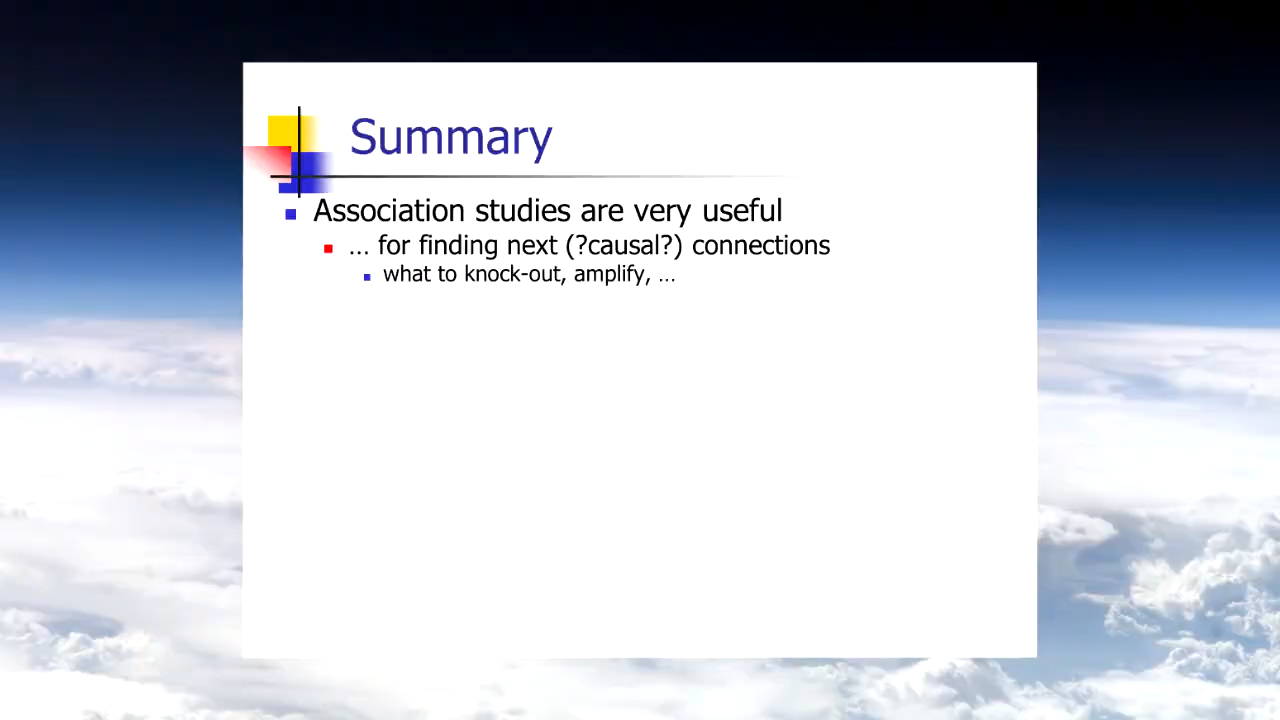 Summary
Association studies are very useful
… for finding next (?causal?) connections
what to knock-out, amplify, …